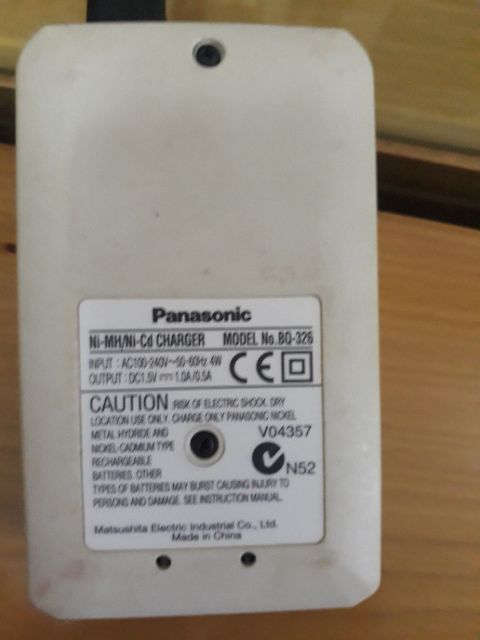 Panasonic
Ni-MH/Ni-Cd CHARGER MODEL No.BQ-326
INPUT : AC100-240V~50-60Hz 4W
OUTPUT : DC1.5V ⎓ 1.0A/0.5A
CE
CAUTION :RISK OF ELECTRIC SHOCK. DRY
LOCATION USE ONLY. CHARGE ONLY PANASONIC NICKEL
METAL HYDRIDE AND
NICKEL-CADMIUM TYPE
RECHARGEABLE
BATTERIES. OTHER
V04357
N52
TYPES OF BATTERIES MAY BURST CAUSING INJURY TO
PERSONS AND DAMAGE. SEE INSTRUCTION MANUAL.
Matsushita Electric Industrial Co., Ltd.
Made in China